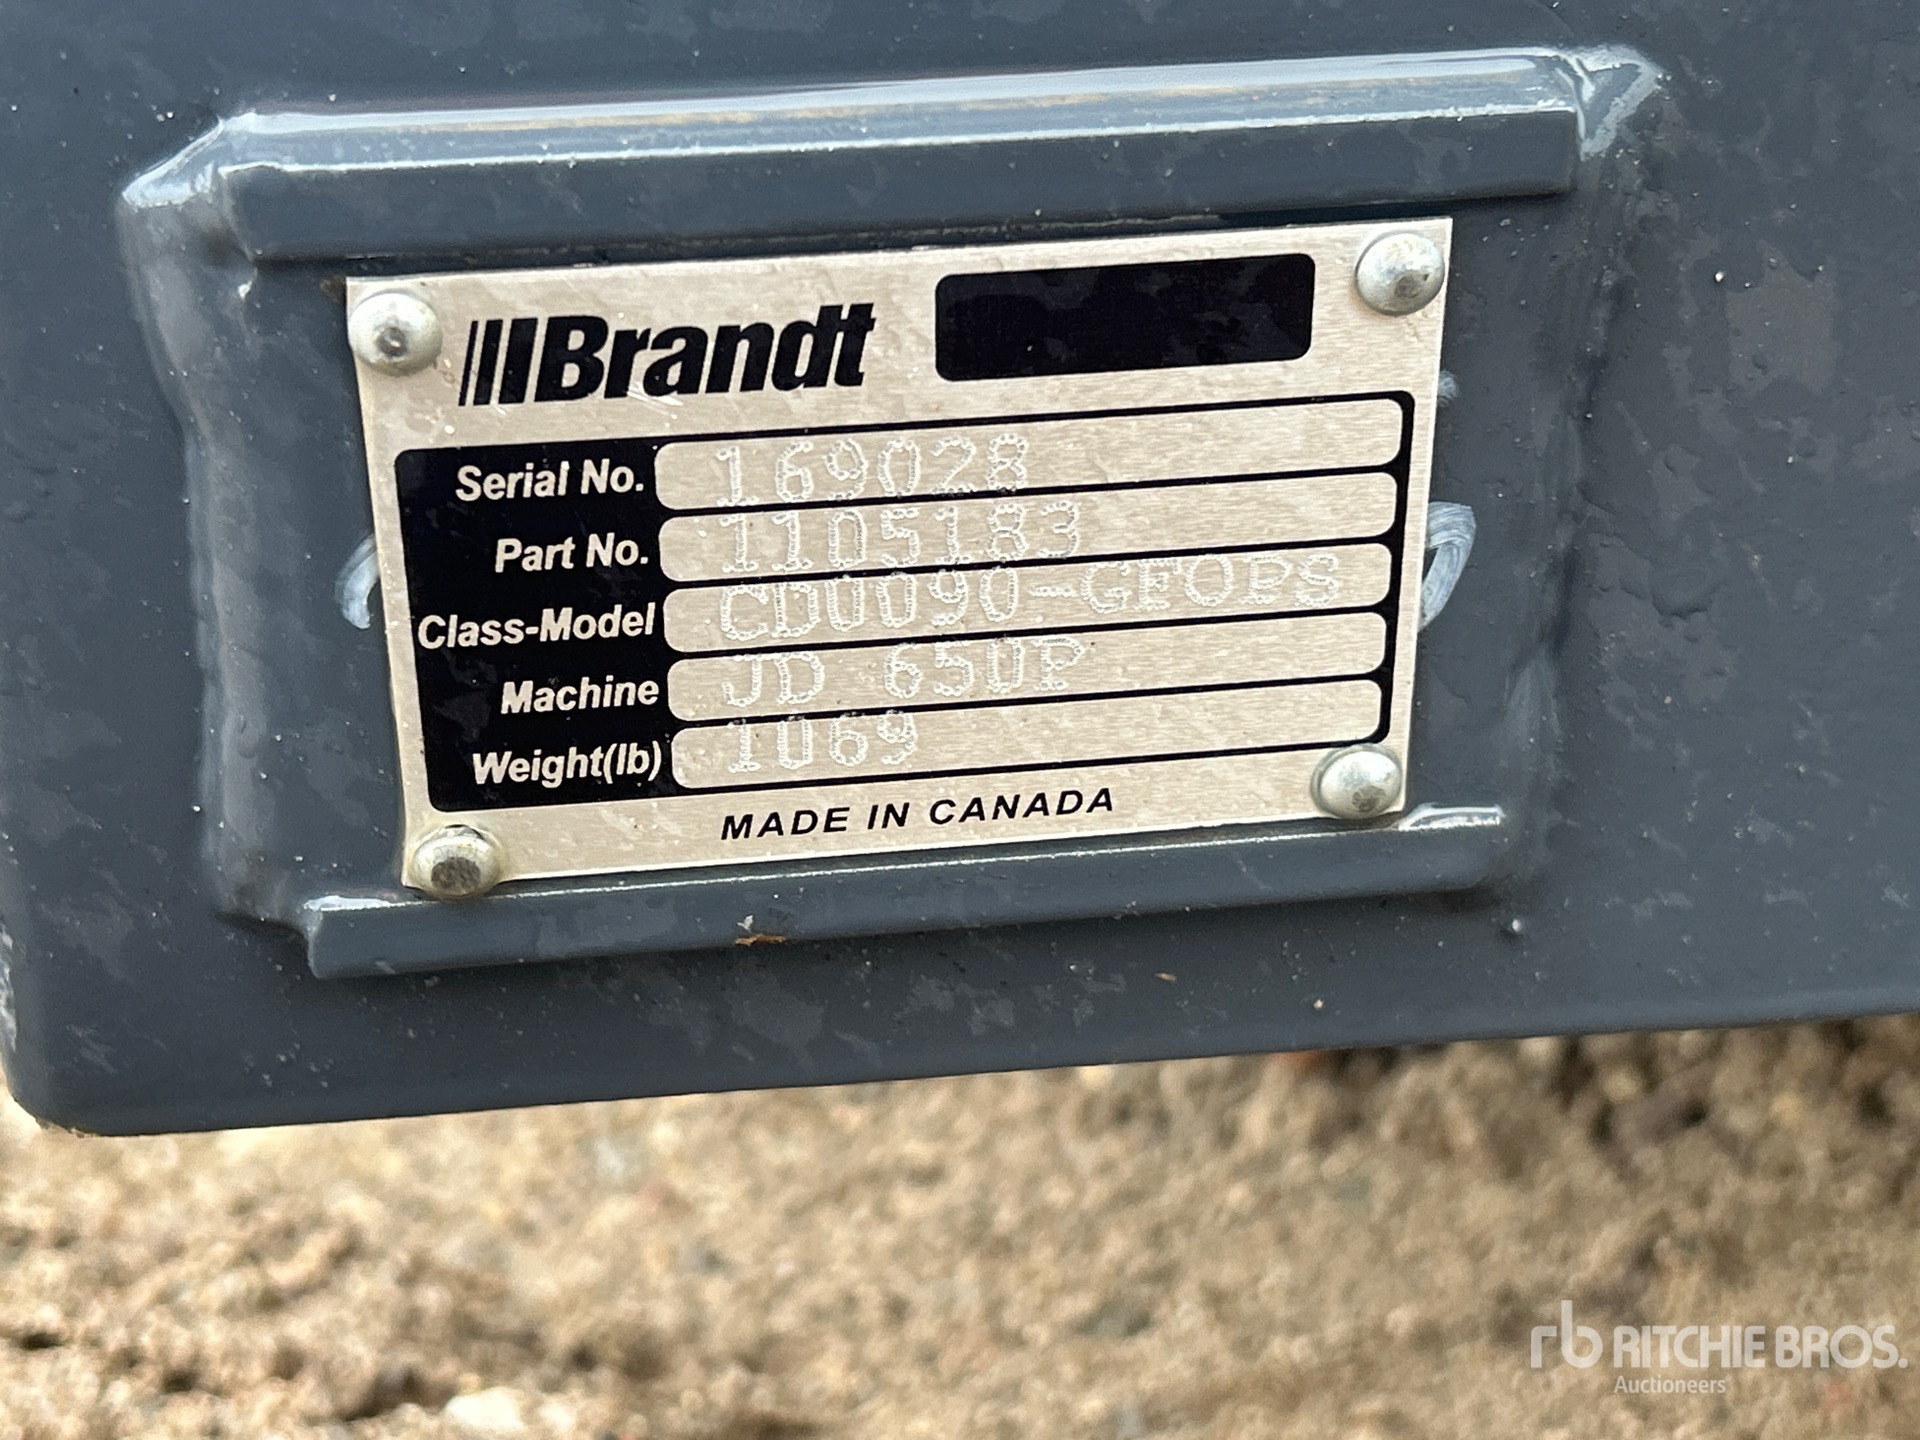 Brandt
Serial No. 169028
Part No. 1105183
Class-Model CD0090-GFOPS
Machine JD 650P
Weight(lb) 1069
MADE IN CANADA
rb RITCHIE BROS.
Auctioneers